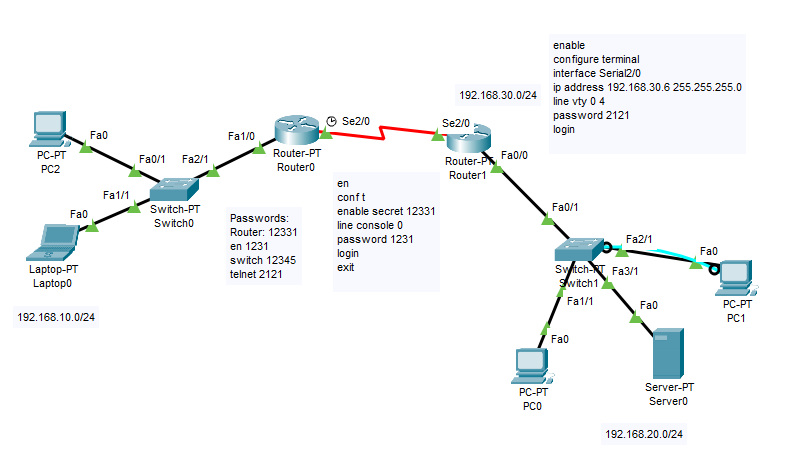 enable
configure terminal
interface Serial2/0
ip address 192.168.30.6 255.255.255.0
line vty 0 4
password 2121
login
192.168.30.0/24
Se2/0
Se2/0
Fa1/0
Router-PT
Router0
Router-PT
Router1
Fa0/0
Fa0
PC-PT
PC2
Fa0/1
Fa2/1
Fa1/1
Switch-PT
Switch0
Fa0
Laptop-PT
Laptop0
192.168.10.0/24
Passwords:
Router: 12331
en 1231
switch 12345
telnet 2121
en
conf t
enable secret 12331
line console 0
password 1231
login
exit
Fa0/1
Fa2/1
Fa0
Switch-PT
Switch1
Fa3/1
Fa1/1
PC-PT
PC1
Fa0
Fa0
PC-PT
PC0
Server-PT
Server0
192.168.20.0/24